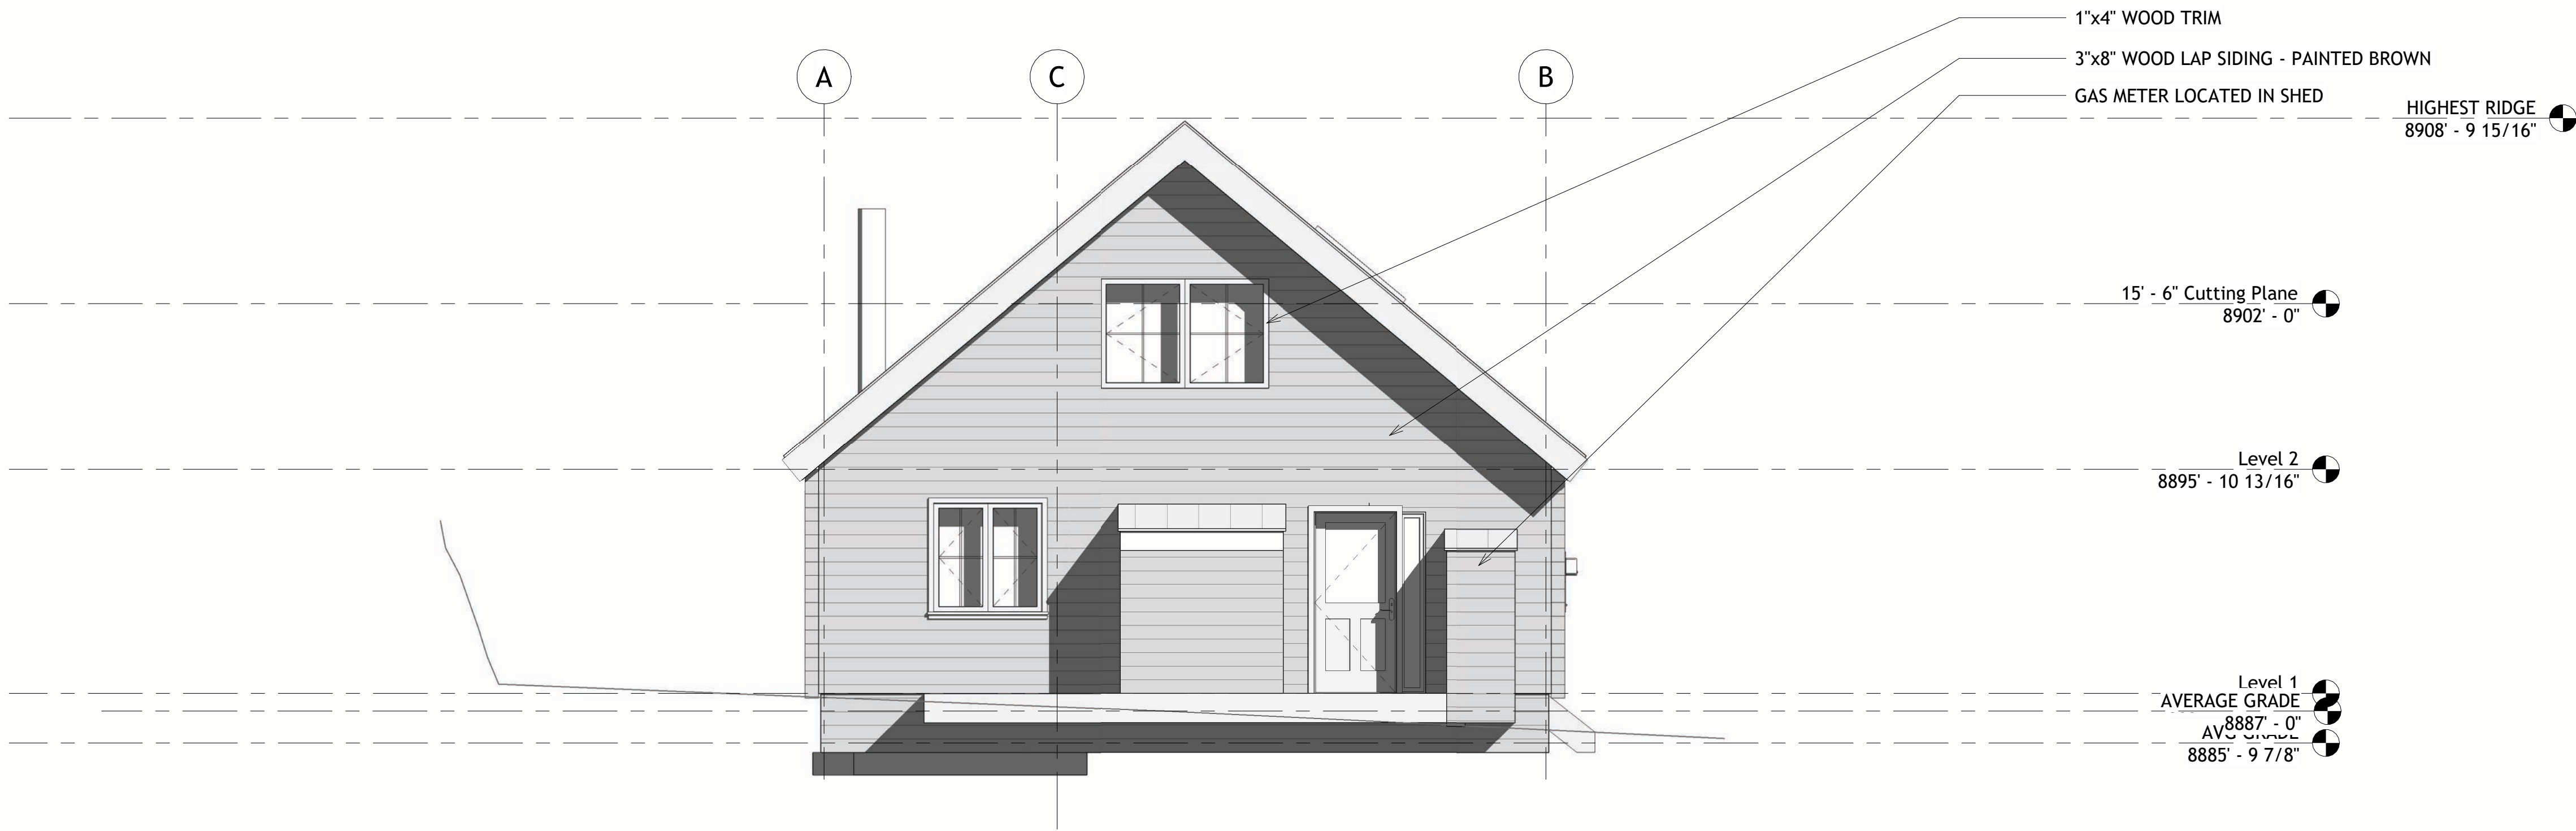 1"x4" WOOD TRIM
3"x8" WOOD LAP SIDING - PAINTED BROWN
GAS METER LOCATED IN SHED
A
C
B
HIGHEST RIDGE
8908' - 9 15/16"
15' - 6" Cutting Plane
8902' - 0"
Level 2
8895' - 10 13/16"
Level 1
AVERAGE GRADE
8887' - 0"
AVG GRADE
8885' - 9 7/8"